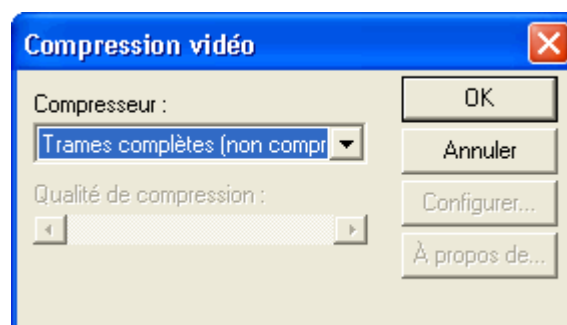 Compression vidéo
Compresseur :
Trames complètes (non compr
Qualité de compression :
OK
Annuler
Configurer...
À propos de...